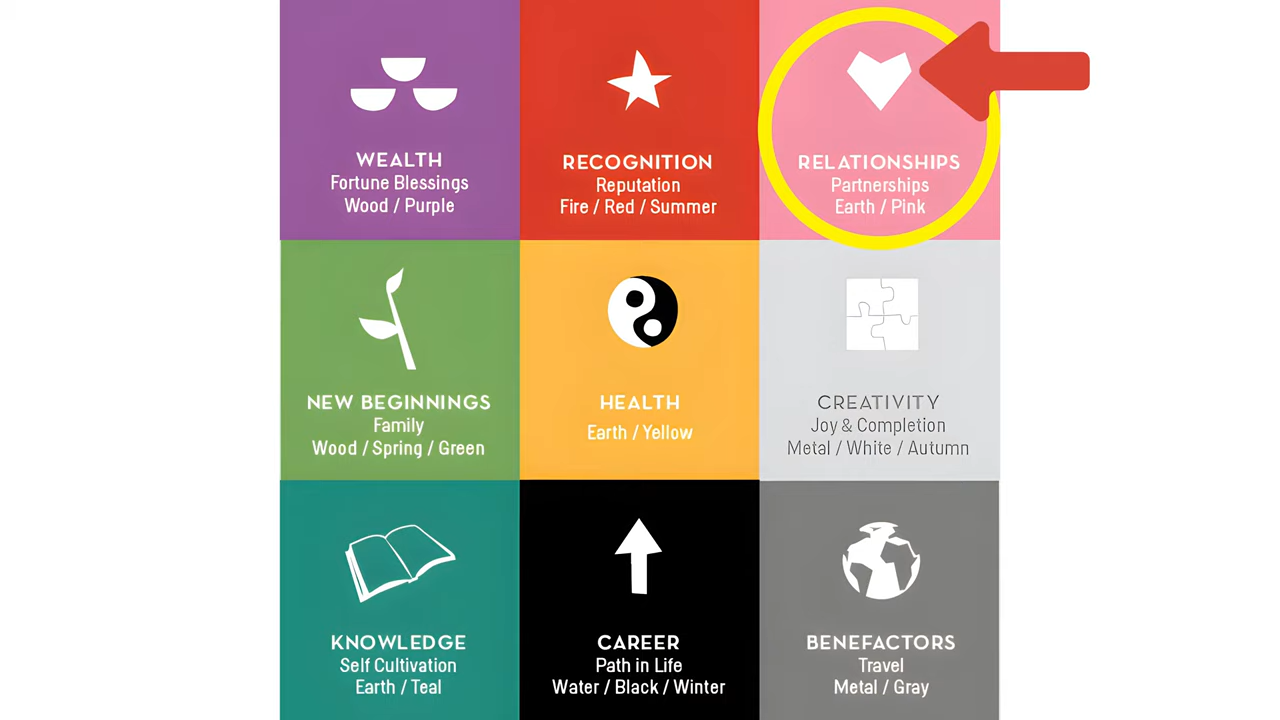 WEALTH
Fortune Blessings
Wood / Purple
RECOGNITION
Reputation
Fire / Red / Summer
RELATIONSHIPS
Partnerships
Earth / Pink
NEW BEGINNINGS
Family
Wood / Spring / Green
HEALTH
Earth / Yellow
CREATIVITY
Joy & Completion
Metal / White / Autumn
KNOWLEDGE
Self Cultivation
Earth / Teal
CAREER
Path in Life
Water / Black / Winter
BENEFACTORS
Travel
Metal / Gray